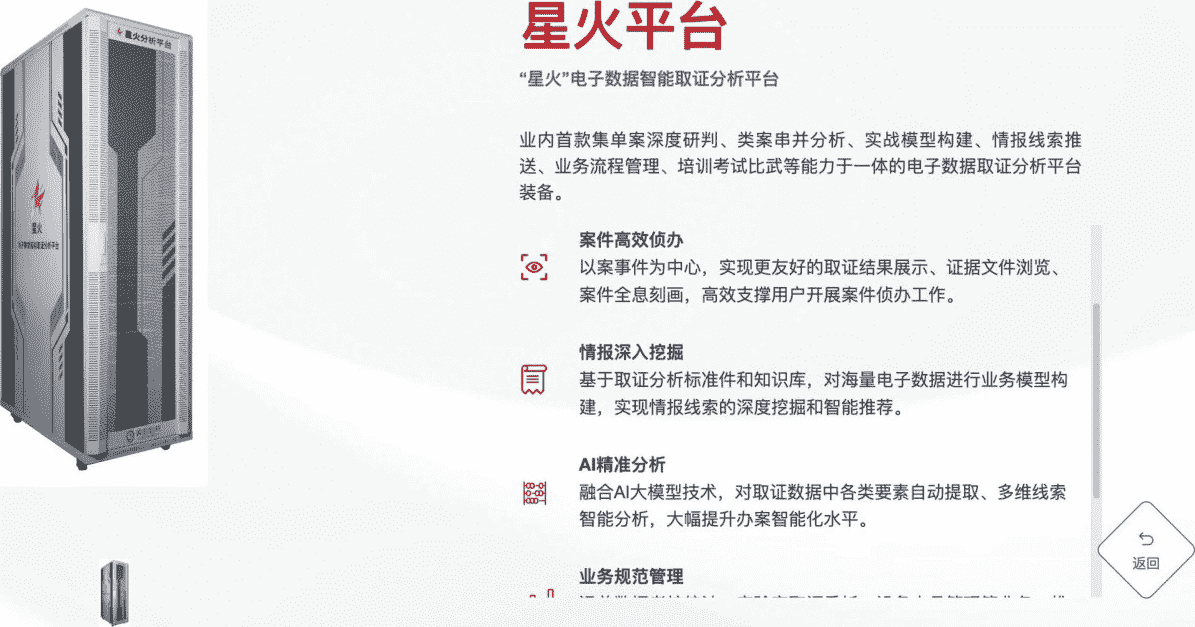 星火分析平台
星火
星火平台
“星火”电子数据智能取证分析平台
业内首款集单案深度研判、类案串并分析、实战模型构建、情报线索推
送、业务流程管理、培训考试比武等能力于一体的电子数据取证分析平台
装备。
案件高效侦办
以案事件为中心，实现更友好的取证结果展示、证据文件浏览、
案件全息刻画，高效支撑用户开展案件侦办工作。
情报深入挖掘
基于取证分析标准件和知识库，对海量电子数据进行业务模型构
建，实现情报线索的深度挖掘和智能推荐。
AI精准分析
融合AI大模型技术，对取证数据中各类要素自动提取、多维线索
智能分析，大幅提升办案智能化水平。
返回
业务规范管理